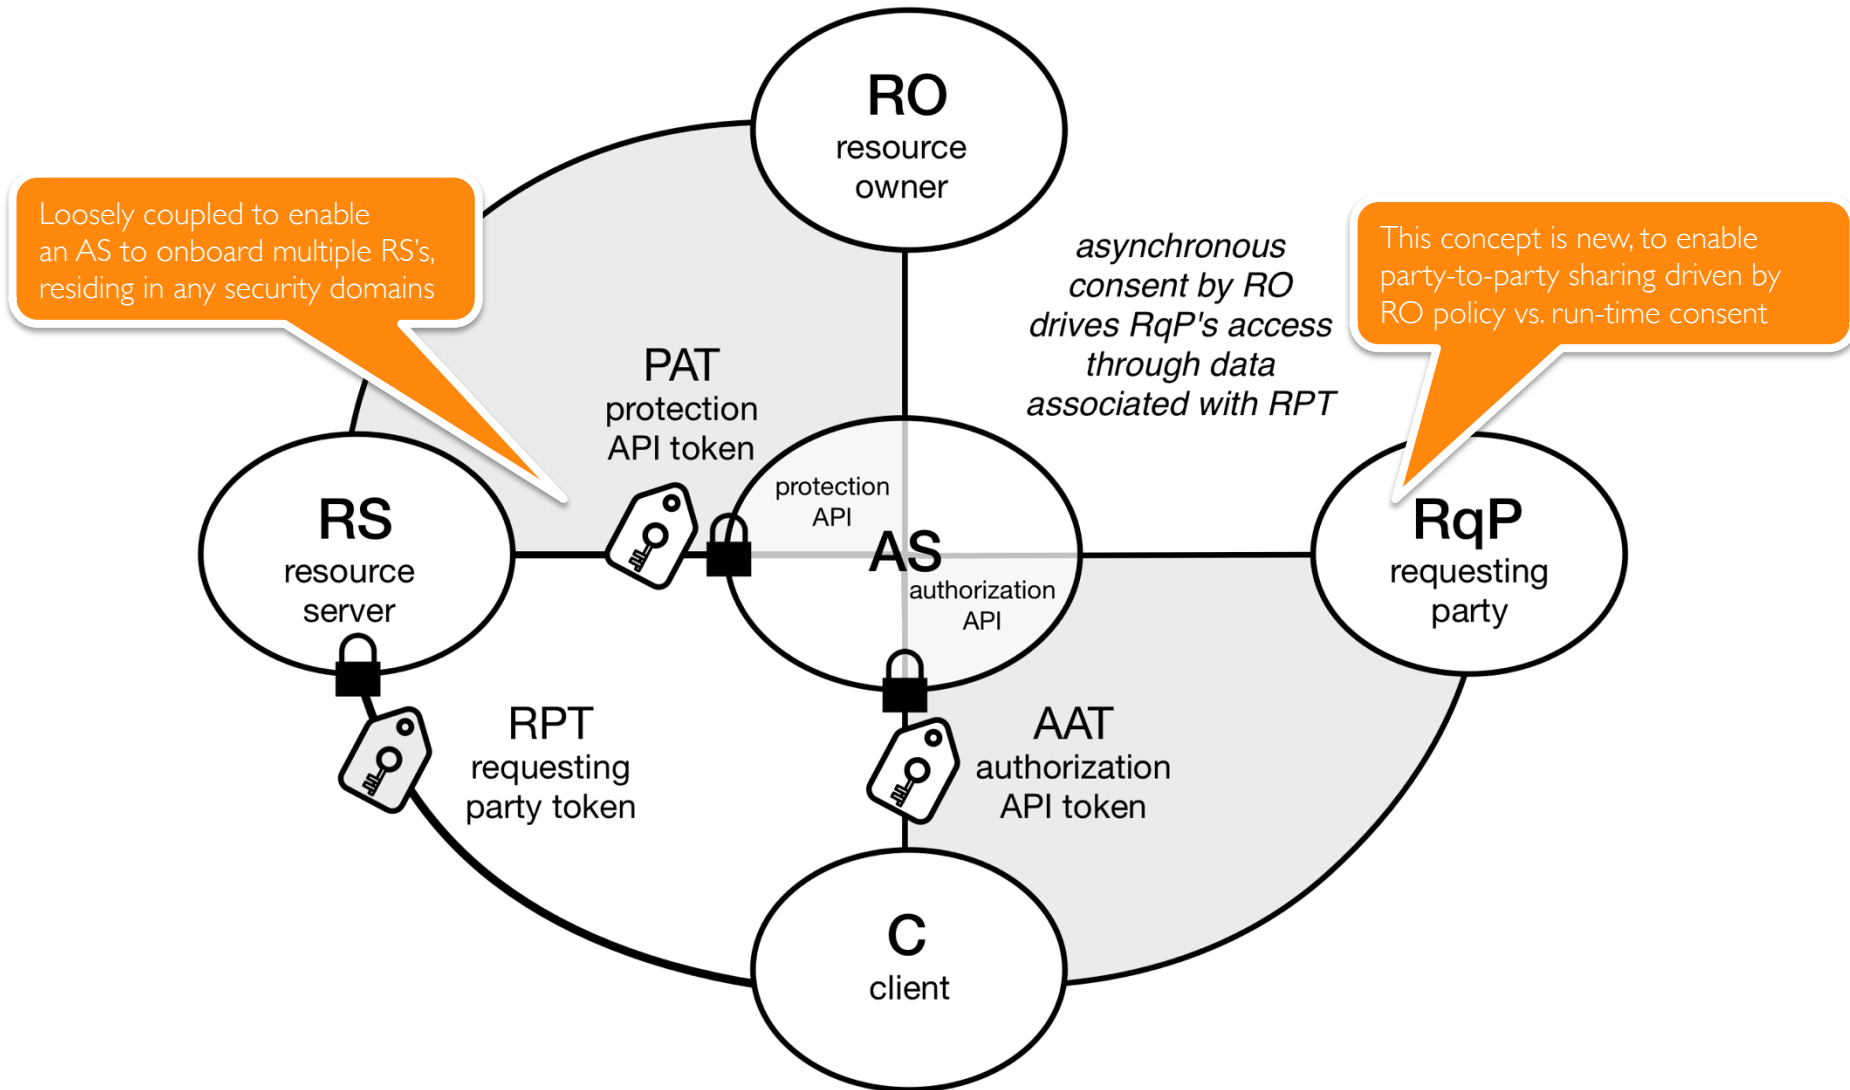 RO
resource
owner
Loosely coupled to enable
an AS to onboard multiple RS's,
residing in any security domains
asynchronous
consent by RO
drives RqP's access
through data
associated with RPT
This concept is new, to enable
party-to-party sharing driven by
RO policy vs. run-time consent
PAT
protection
API token
RS
resource
server
protection
API
AS
authorization
API
RqP
requesting
party
RPT
requesting
party token
AAT
authorization
API token
C
client